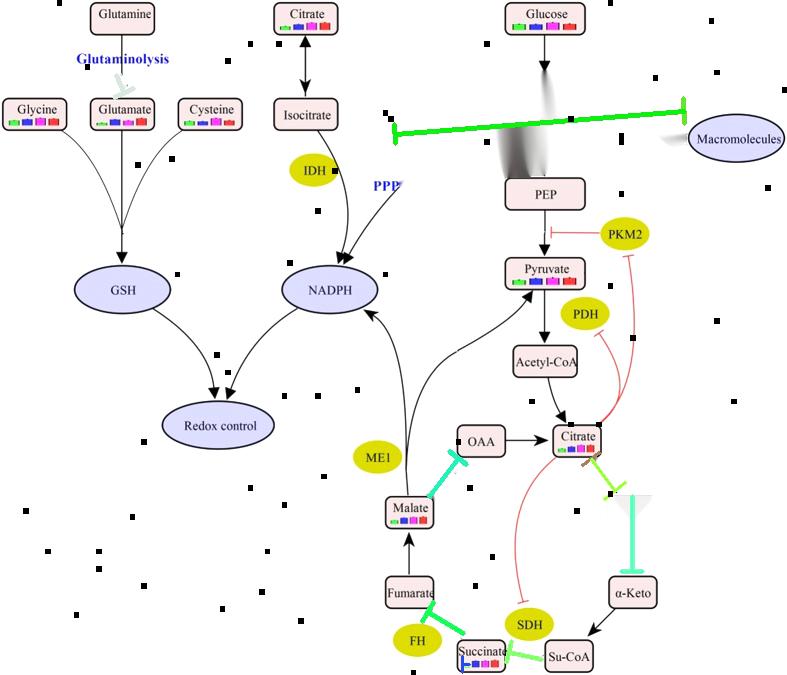 Glutamine
Citrate
Glucose
Glutaminolysis
Glycine
Glutamate
Cysteine
Isocitrate
Macromolecules
IDH
PPP
PEP
PKM2
GSH
NADPH
Pyruvate
PDH
Acetyl-CoA
Redox control
OAA
Citrate
ME1
Malate
Fumarate
α-Keto
FH
SDH
Succinate
Su-CoA